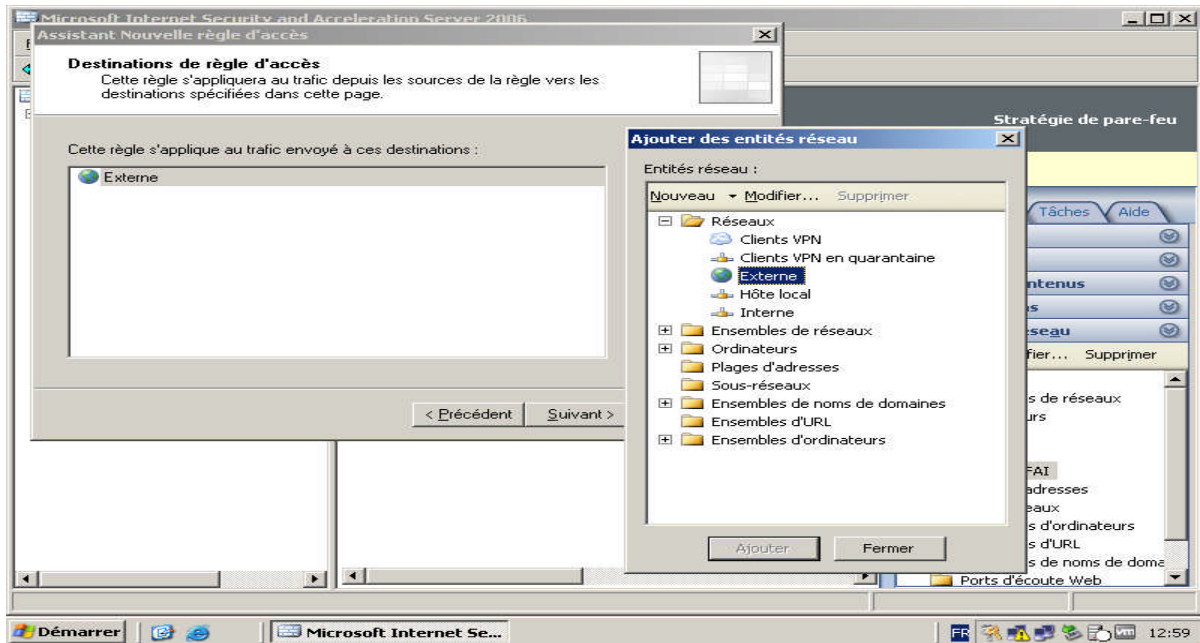 Microsoft Internet Security and Acceleration Server 2006
Assistant Nouvelle règle d'accès
Destinations de règle d'accès
Cette règle s'appliquera au trafic depuis les sources de la règle vers les
destinations spécifiées dans cette page.
Cette règle s'applique au trafic envoyé à ces destinations :
Externe
< Précédent
Suivant >
Stratégie de pare-feu
Ajouter des entités réseau
Entités réseau :
Nouveau
Modifier...
Supprimer
Réseaux
Clients VPN
Clients VPN en quarantaine
Externe
Hôte local
Interne
Ensembles de réseaux
Ordinateurs
Plages d'adresses
Sous-réseaux
Ensembles de noms de domaines
Ensembles d'URL
Ensembles d'ordinateurs
Ajouter
Fermer
Tâches
Aide
ntenus
seau
fier... Supprimer
s de réseaux
urs
FAI
adresses
eaux
s d'ordinateurs
s d'URL
s de noms de doma
Ports d'écoute Web
Démarrer
Microsoft Internet Se...
FR
12:59